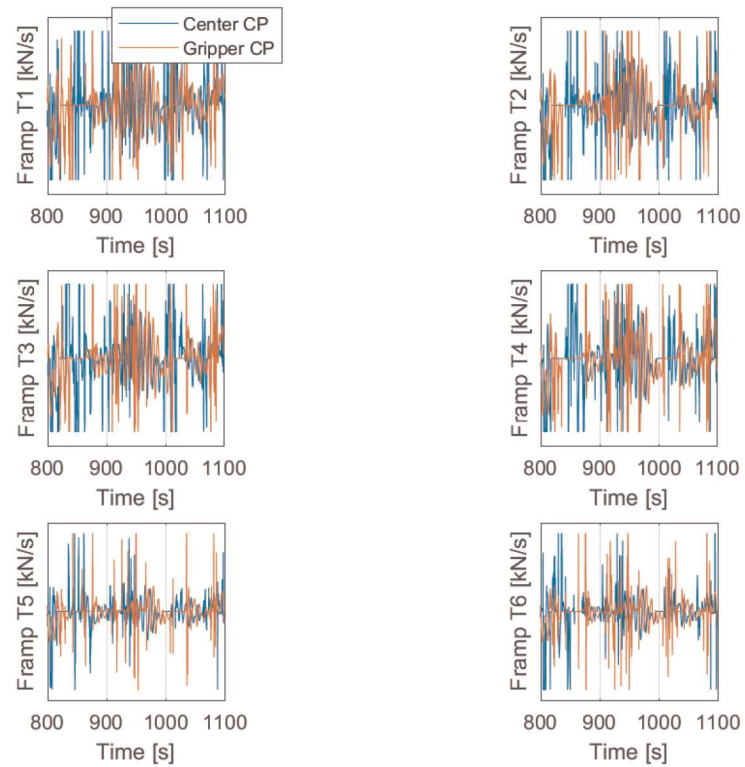 Center CP
Gripper CP
Framp T1 [kN/s]
800 900 1000 1100
Time [s]
Framp T2 [kN/s]
800 900 1000 1100
Time [s]
Framp T3 [kN/s]
800 900 1000 1100
Time [s]
Framp T4 [kN/s]
800 900 1000 1100
Time [s]
Framp T5 [kN/s]
800 900 1000 1100
Time [s]
Framp T6 [kN/s]
800 900 1000 1100
Time [s]